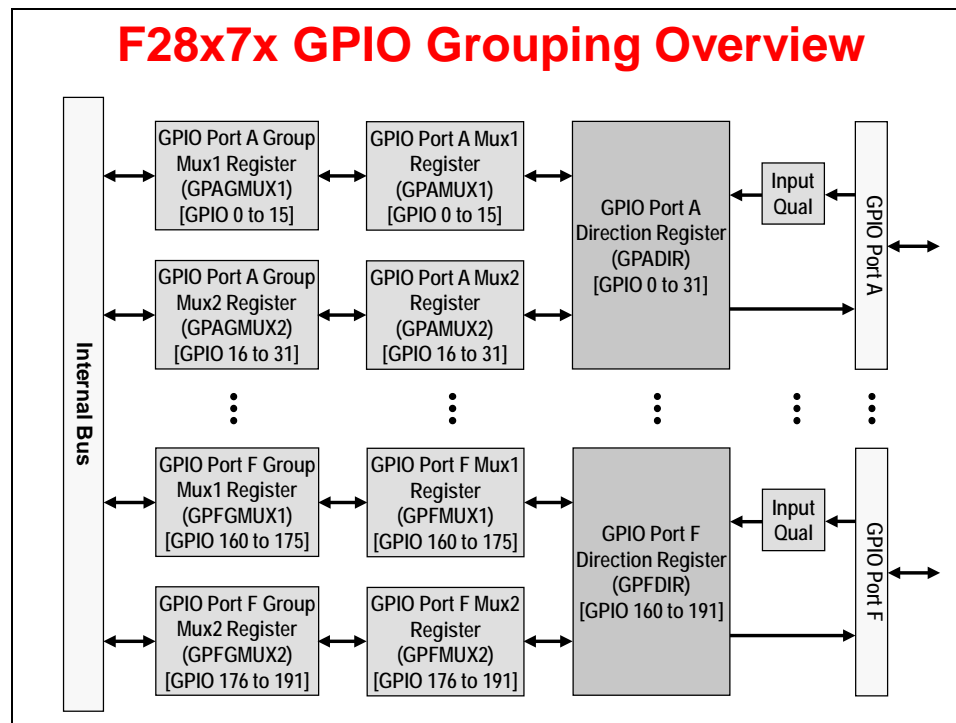 F28x7x GPIO Grouping Overview
Internal Bus
GPIO Port A Group
Mux1 Register
(GPAGMUX1)
[GPIO 0 to 15]
GPIO Port A Mux1
Register
(GPAMUX1)
[GPIO 0 to 15]
GPIO Port A Group
Mux2 Register
(GPAGMUX2)
[GPIO 16 to 31]
GPIO Port A Mux2
Register
(GPAMUX2)
[GPIO 16 to 31]
GPIO Port A
Direction Register
(GPADIR)
[GPIO 0 to 31]
Input
Qual
GPIO Port A
GPIO Port F Group
Mux1 Register
(GPFGMUX1)
[GPIO 160 to 175]
GPIO Port F Mux1
Register
(GPFMUX1)
[GPIO 160 to 175]
GPIO Port F Group
Mux2 Register
(GPFGMUX2)
[GPIO 176 to 191]
GPIO Port F Mux2
Register
(GPFMUX2)
[GPIO 176 to 191]
GPIO Port F
Direction Register
(GPFDIR)
[GPIO 160 to 191]
Input
Qual
GPIO Port F